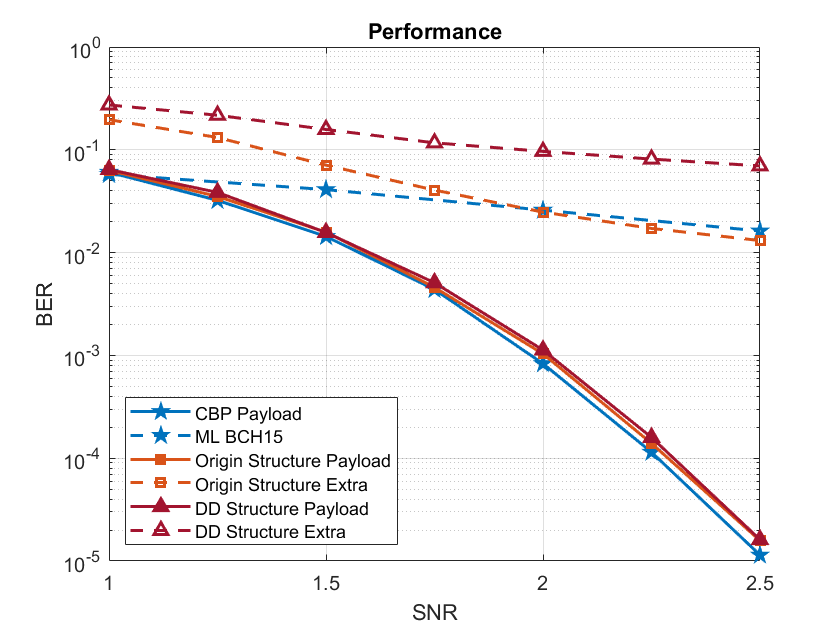 Performance
10^0
10^-1
10^-2
10^-3
10^-4
10^-5
BER
CBP Payload
ML BCH15
Origin Structure Payload
Origin Structure Extra
DD Structure Payload
DD Structure Extra
1 1.5 2 2.5
SNR